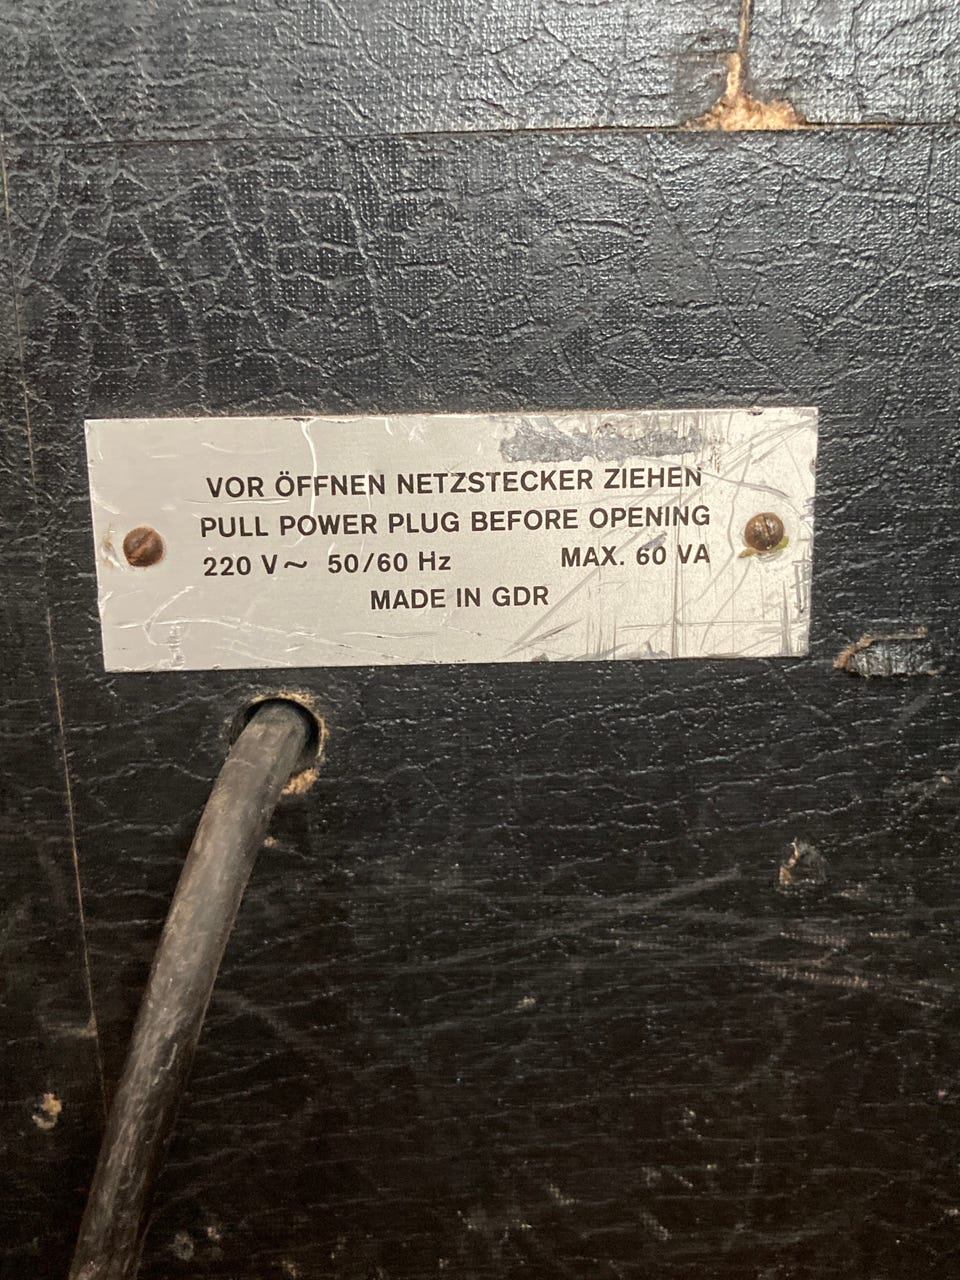 VOR ÖFFNEN NETZSTECKER ZIEHEN
PULL POWER PLUG BEFORE OPENING
220 V~ 50/60 Hz MAX. 60 VA
MADE IN GDR